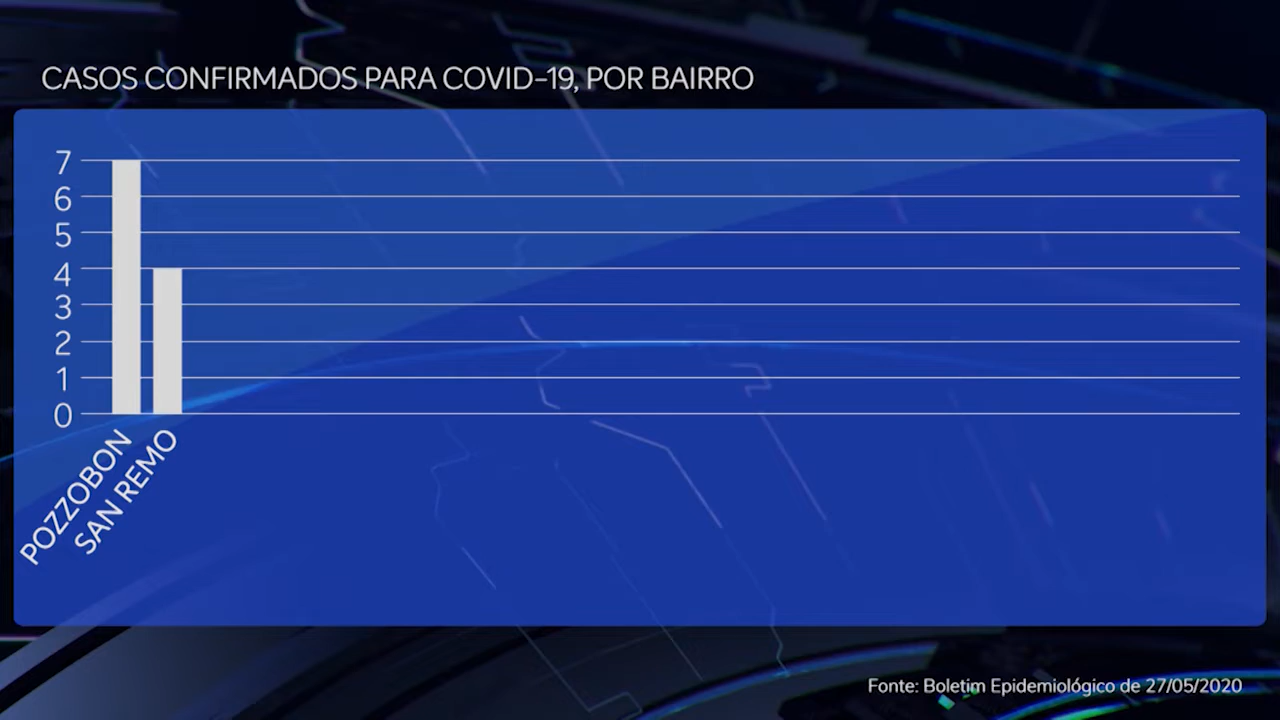 CASOS CONFIRMADOS PARA COVID-19, POR BAIRRO
7
6
5
4
3
2
1
0
POZZOBON
SAN REMO
Fonte: Boletim Epidemiológico de 27/05/2020